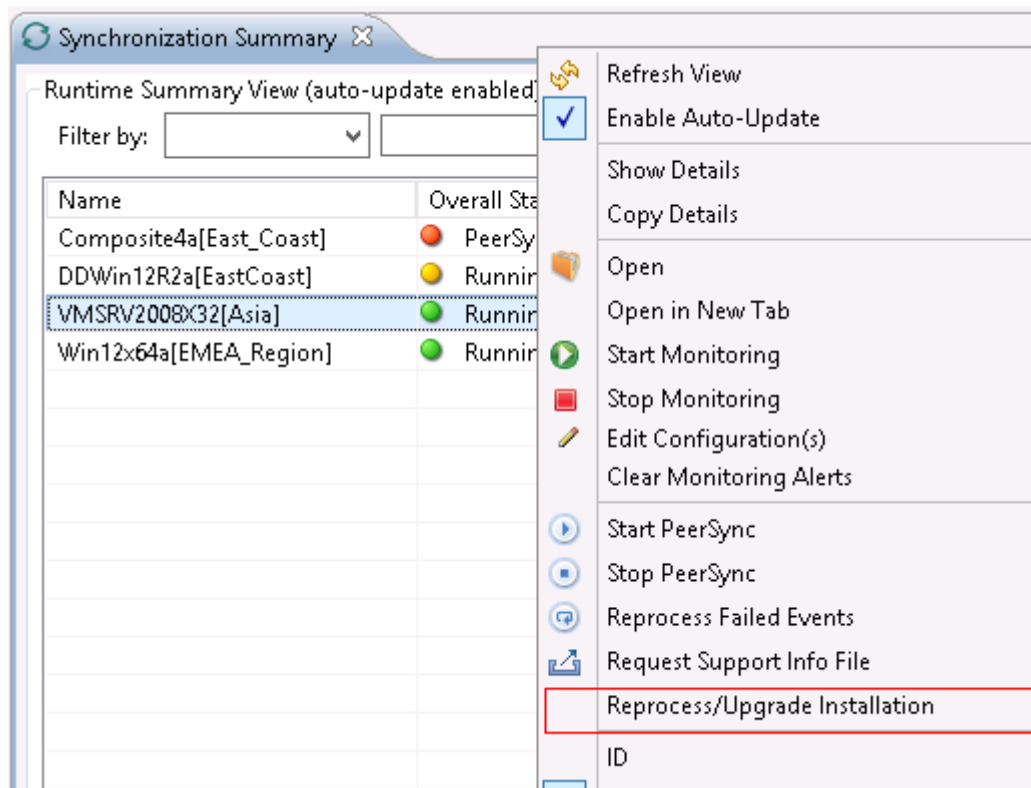 Synchronization Summary
Runtime Summary View (auto-update enabled)
Filter by:
Name Overall Sta
Composite4a[East_Coast] PeerSy
DDWin12R2a[EastCoast] Runnin
VMSRV2008X32[Asia] Runnin
Win12x64a[EMEA_Region] Runnin
Refresh View
Enable Auto-Update
Show Details
Copy Details
Open
Open in New Tab
Start Monitoring
Stop Monitoring
Edit Configuration(s)
Clear Monitoring Alerts
Start PeerSync
Stop PeerSync
Reprocess Failed Events
Request Support Info File
Reprocess/Upgrade Installation
ID